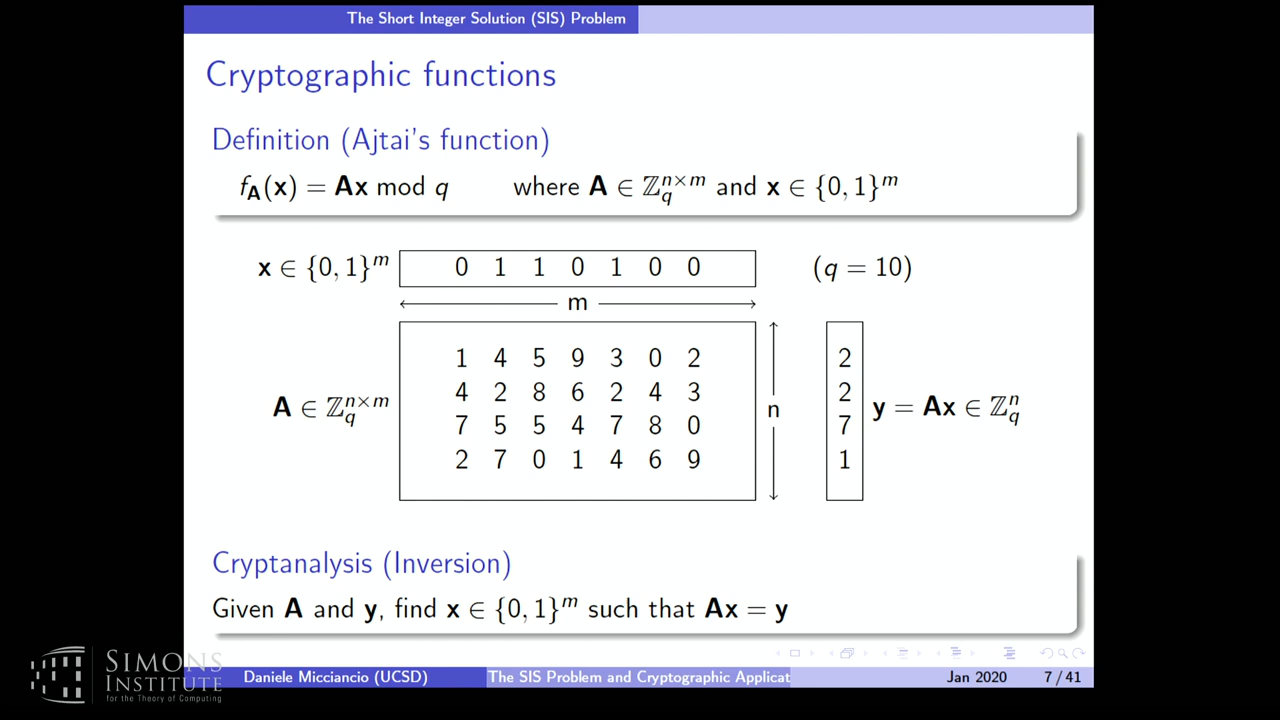 The Short Integer Solution (SIS) Problem
Cryptographic functions
Definition (Ajtai's function)
f_A(x) = Ax mod q where A ∈ ℤ_q^{n×m} and x ∈ {0, 1}^m
x ∈ {0, 1}^m 0 1 1 0 1 0 0 (q = 10)
m
1 4 5 9 3 0 2 2
4 2 8 6 2 4 3 2
A ∈ ℤ_q^{n×m} n y = Ax ∈ ℤ_q^n
7 5 5 4 7 8 0 7
2 7 0 1 4 6 9 1
Cryptanalysis (Inversion)
Given A and y, find x ∈ {0, 1}^m such that Ax = y
SIMONS
INSTITUTE
for the Theory of Computing
Daniele Micciancio (UCSD) The SIS Problem and Cryptographic Applicat Jan 2020 7 / 41